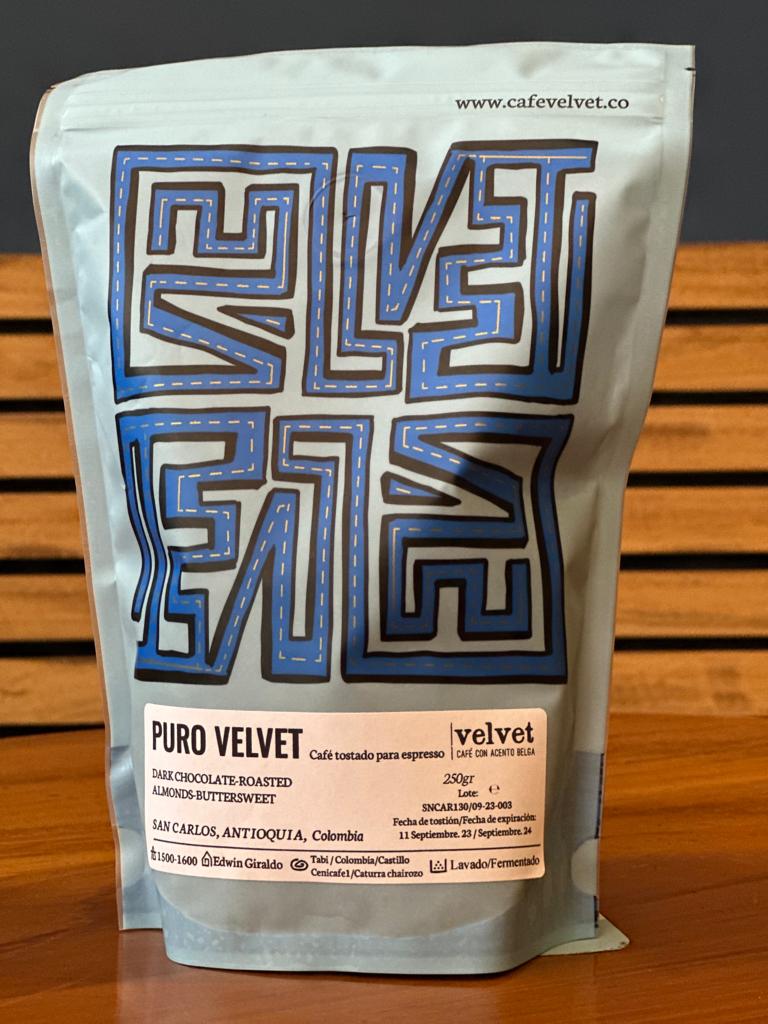 www.cafevelvet.co
VELVET
PURO VELVET Café tostado para espresso
velvet
CAFÉ CON ACENTO BELGA
DARK CHOCOLATE-ROASTED
ALMONDS-BUTTERSWEET
SAN CARLOS, ANTIOQUIA, Colombia
250gr
Lote: ℮
SNCAR130/09-23-003
Fecha de tostión/Fecha de expiración:
11 Septiembre. 23 / Septiembre. 24
1500-1600 Edwin Giraldo
Tabi / Colombia/Castillo
Cenicafe1/Caturra chairozo
Lavado/Fermentado